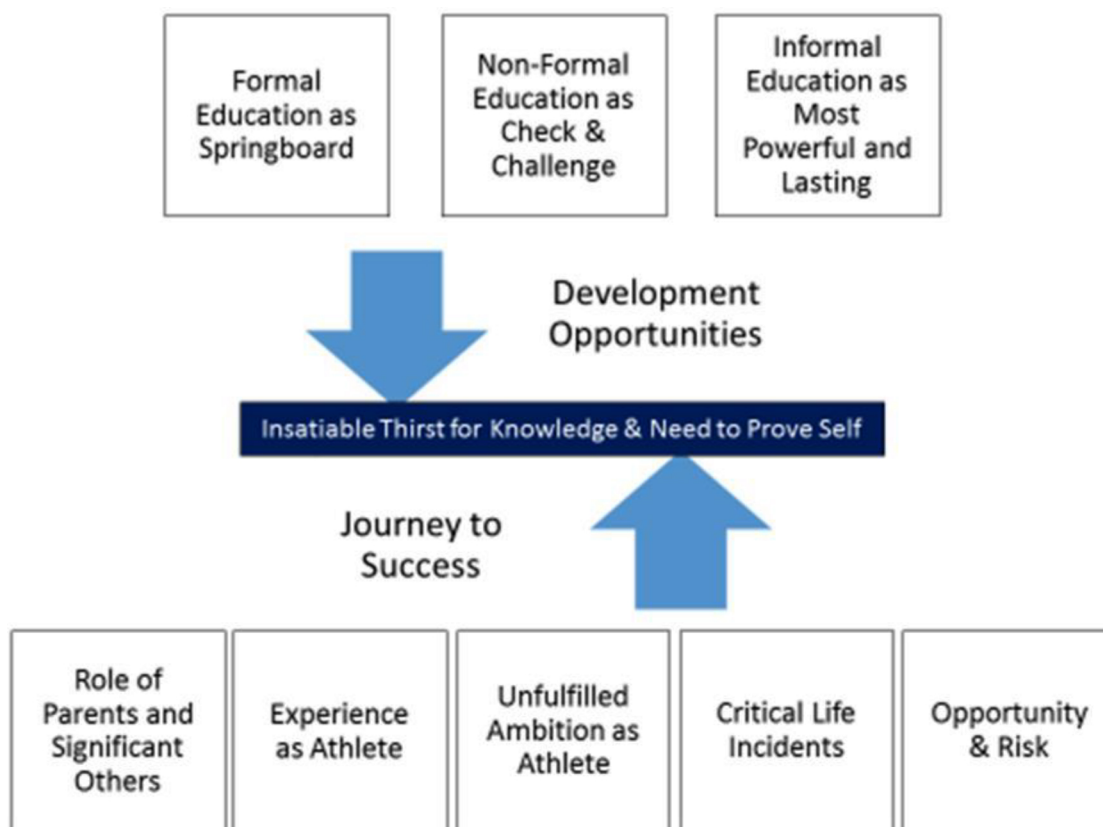 Formal
Education as
Springboard
Non-Formal
Education as
Check &
Challenge
Informal
Education as
Most
Powerful and
Lasting
Development
Opportunities
Insatiable Thirst for Knowledge & Need to Prove Self
Journey to
Success
Role of
Parents and
Significant
Others
Experience
as Athlete
Unfulfilled
Ambition as
Athlete
Critical Life
Incidents
Opportunity
& Risk